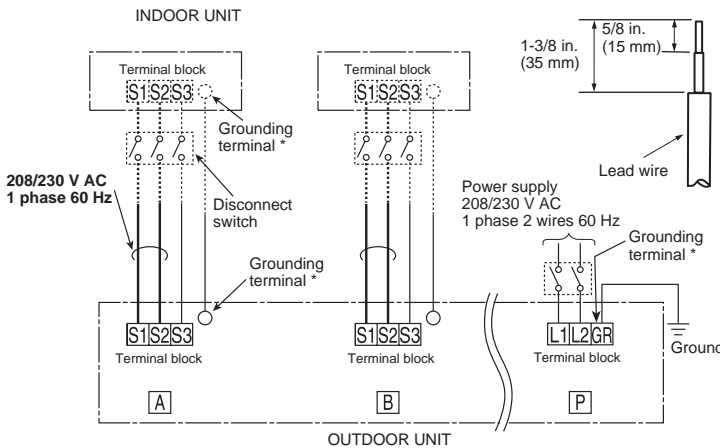 INDOOR UNIT
Terminal block
S1 S2 S3
Grounding
terminal *
Disconnect
switch
208/230 V AC
1 phase 60 Hz
Grounding
terminal *
S1 S2 S3
Terminal block
A
Terminal block
S1 S2 S3
S1 S2 S3
Terminal block
B
1-3/8 in.
(35 mm)
5/8 in.
(15 mm)
Lead wire
Power supply
208/230 V AC
1 phase 2 wires 60 Hz
Grounding
terminal *
L1 L2 GR
Terminal block
Ground
P
OUTDOOR UNIT